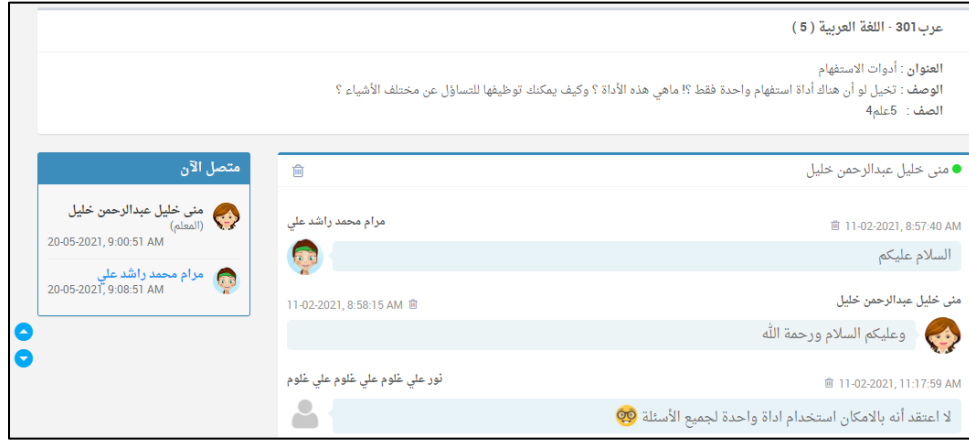 عرب301 - اللغة العربية ( 5 )
العنوان : أدوات الاستفهام
الوصف : تخيل لو أن هناك أداة استفهام واحدة فقط ؟! ماهي هذه الأداة ؟ وكيف يمكنك توظيفها للتساؤل عن مختلف الأشياء ؟
الصف : 5علم4
منى خليل عبدالرحمن خليل
مرام محمد راشد علي
11-02-2021, 8:57:40 AM
السلام عليكم
منى خليل عبدالرحمن خليل
11-02-2021, 8:58:15 AM
وعليكم السلام ورحمة الله
نور علي غلوم علي غلوم علي غلوم
11-02-2021, 11:17:59 AM
لا اعتقد أنه بالامكان استخدام اداة واحدة لجميع الأسئلة 🤓
متصل الآن
منى خليل عبدالرحمن خليل
(المعلم)
20-05-2021, 9:00:51 AM
مرام محمد راشد علي
20-05-2021, 9:08:51 AM